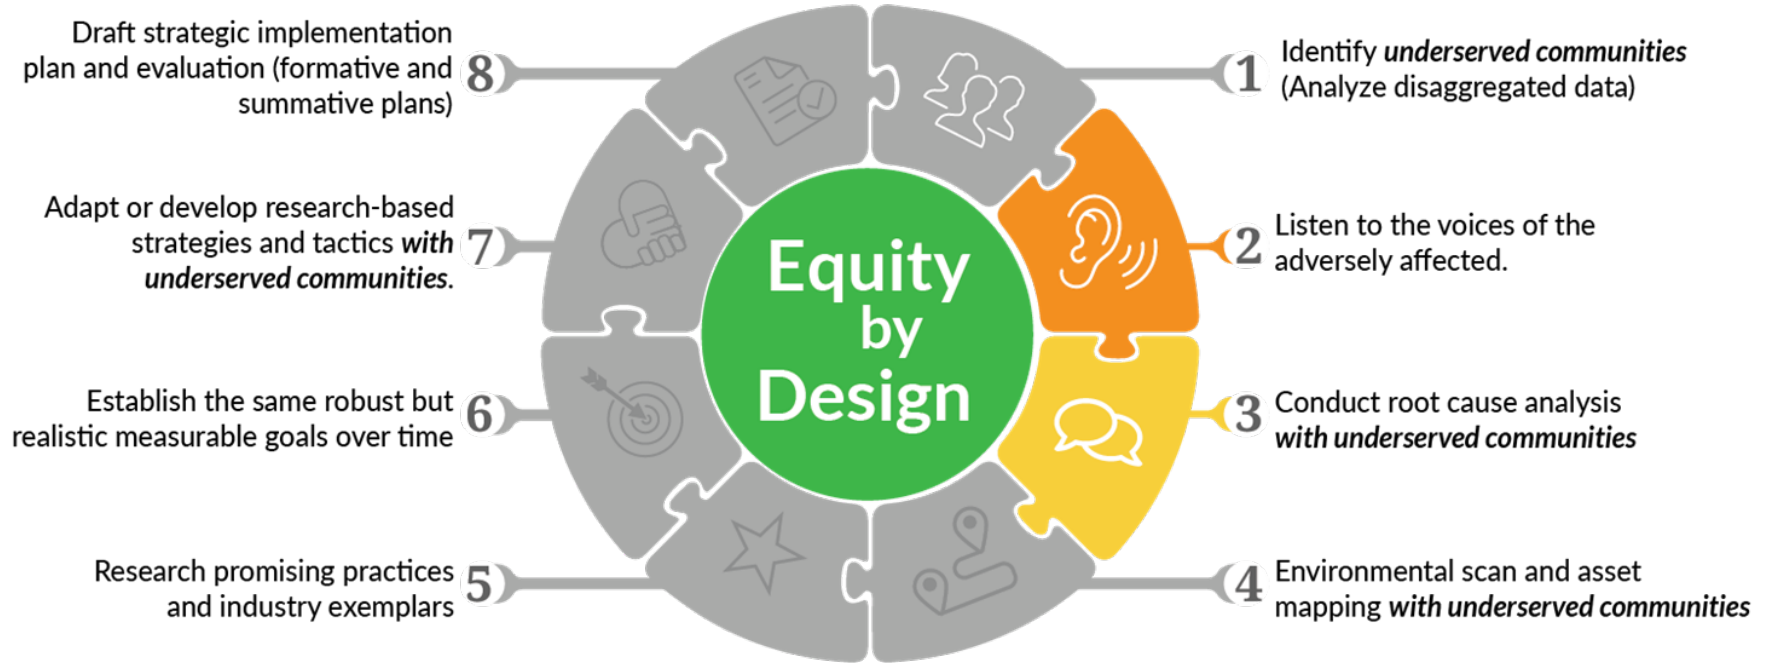 Equity
by
Design
1
Identify underserved communities
(Analyze disaggregated data)
2
Listen to the voices of the
adversely affected.
3
Conduct root cause analysis
with underserved communities
4
Environmental scan and asset
mapping with underserved communities
5
Research promising practices
and industry exemplars
6
Establish the same robust but
realistic measurable goals over time
7
Adapt or develop research-based
strategies and tactics with
underserved communities.
8
Draft strategic implementation
plan and evaluation (formative and
summative plans)